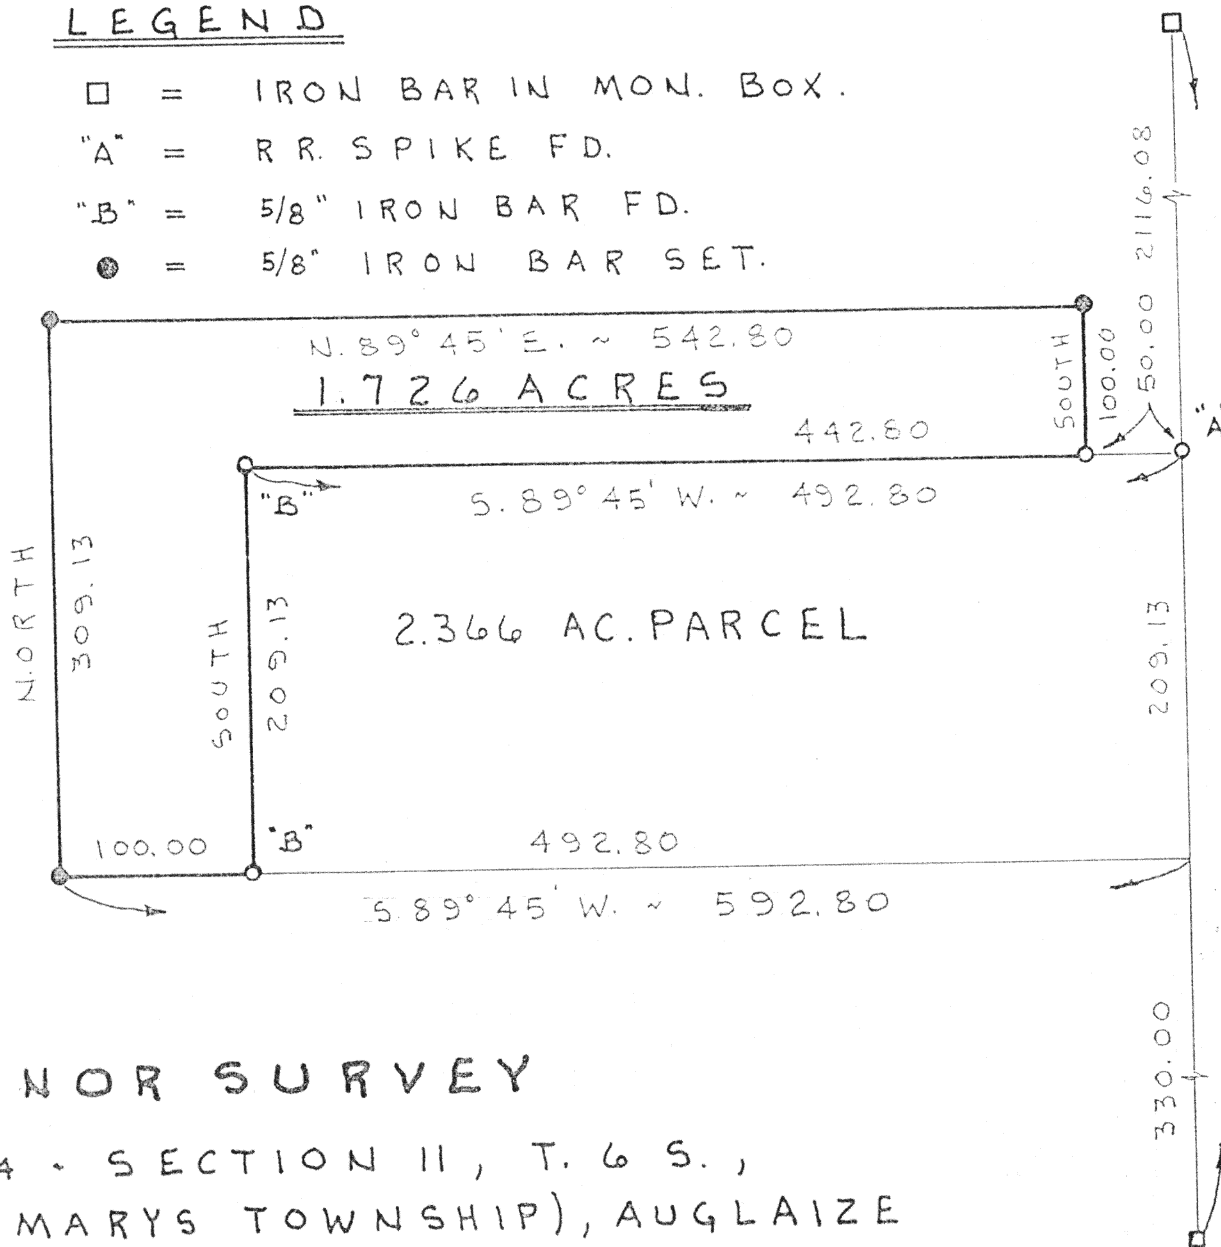 LEGEND
□ = IRON BAR IN MON. BOX.
"A" = RR. SPIKE FD.
"B" = 5/8" IRON BAR FD.
● = 5/8" IRON BAR SET.
2116.08
50.00
N. 89° 45' E. ~ 542.80
1.726 ACRES
SOUTH
100.00
"A"
442.80
"B"
S. 89° 45' W. ~ 492.80
NORTH
309.13
SOUTH
209.13
2.366 AC. PARCEL
209.13
100.00
"B"
492.80
S 89° 45' W. ~ 592.80
330.00
NOR SURVEY
4 - SECTION 11, T. 6 S.,
MARYS TOWNSHIP), AUGLAIZE